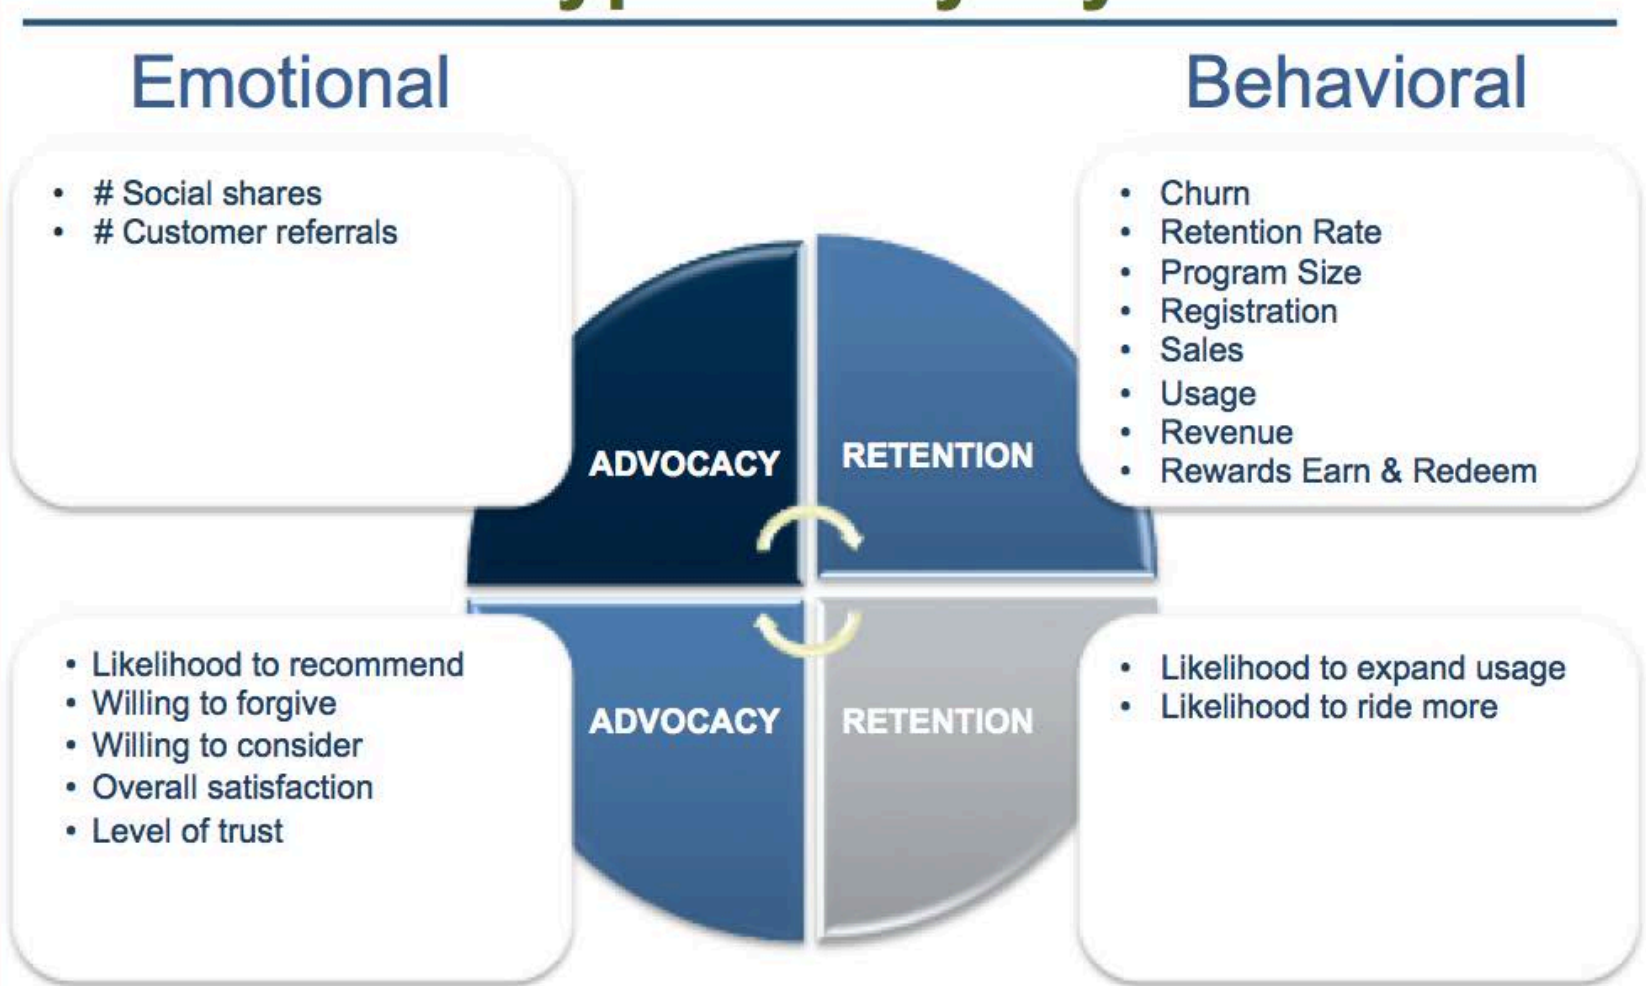 Emotional
Behavioral
• # Social shares
• # Customer referrals
• Churn
• Retention Rate
• Program Size
• Registration
• Sales
• Usage
• Revenue
• Rewards Earn & Redeem
ADVOCACY
RETENTION
ADVOCACY
RETENTION
• Likelihood to recommend
• Willing to forgive
• Willing to consider
• Overall satisfaction
• Level of trust
• Likelihood to expand usage
• Likelihood to ride more